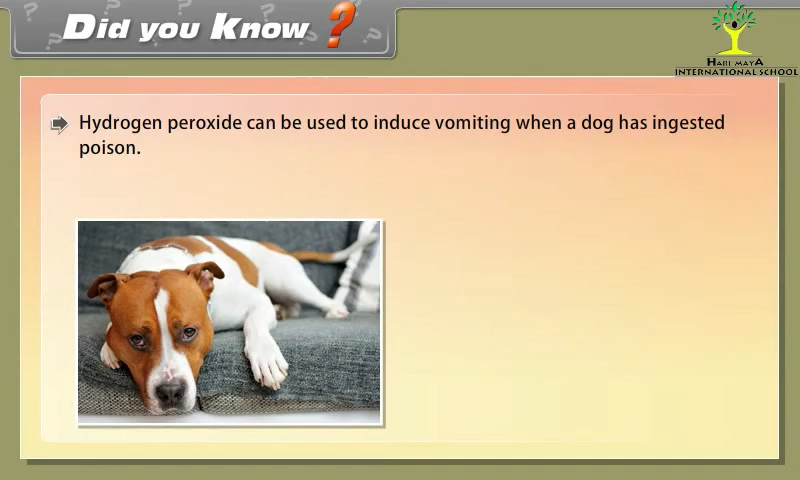 Did you Know ?
HABI MAYA
INTERNATIONAL SCHOOL
Hydrogen peroxide can be used to induce vomiting when a dog has ingested
poison.